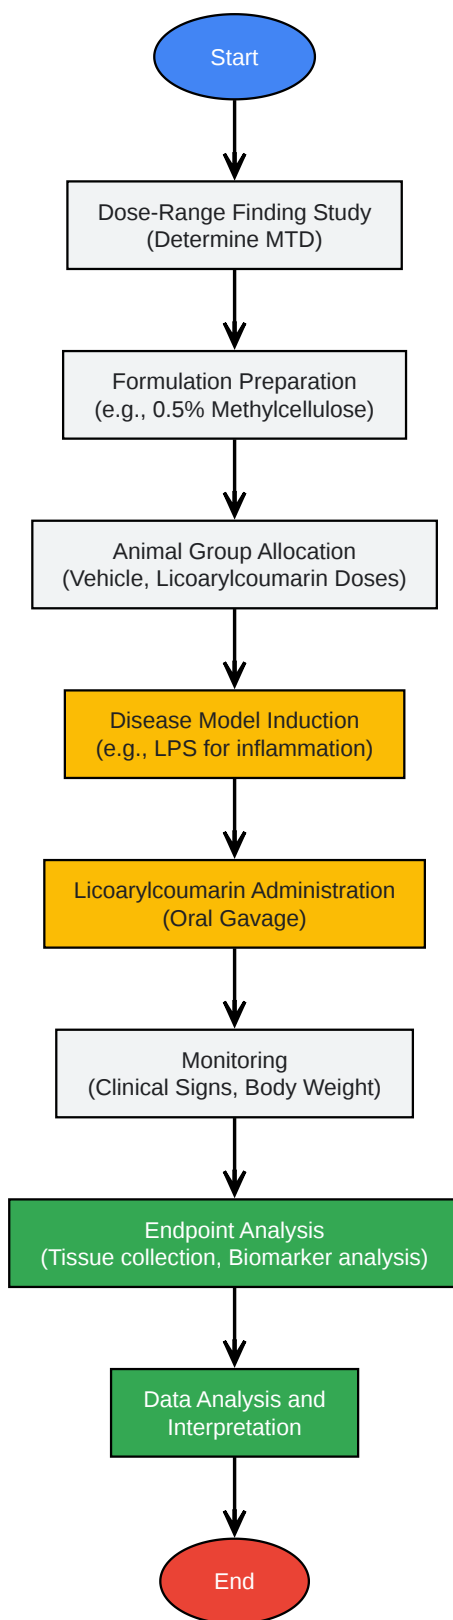 Start
Dose-Range Finding Study
(Determine MTD)
Formulation Preparation
(e.g., 0.5% Methylcellulose)
Animal Group Allocation
(Vehicle, Licoarylcoumarin Doses)
Disease Model Induction
(e.g., LPS for inflammation)
Licoarylcoumarin Administration
(Oral Gavage)
Monitoring
(Clinical Signs, Body Weight)
Endpoint Analysis
(Tissue collection, Biomarker analysis)
Data Analysis and
Interpretation
End